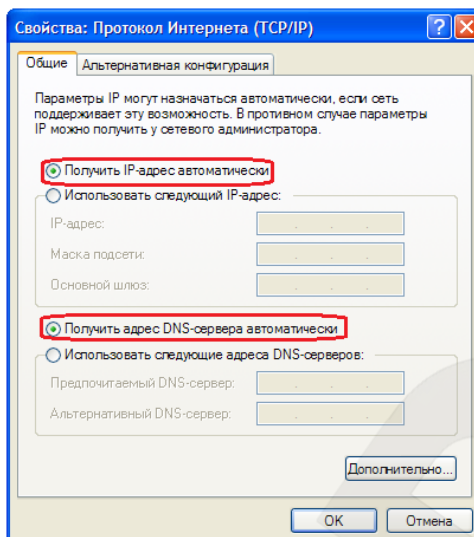 Свойства: Протокол Интернета (TCP/IP)
Общие Альтернативная конфигурация
Параметры IP могут назначаться автоматически, если сеть
поддерживает эту возможность. В противном случае параметры
IP можно получить у сетевого администратора.
Получить IP-адрес автоматически
Использовать следующий IP-адрес:
IP-адрес:
Маска подсети:
Основной шлюз:
Получить адрес DNS-сервера автоматически
Использовать следующие адреса DNS-серверов:
Предпочитаемый DNS-сервер:
Альтернативный DNS-сервер:
Дополнительно...
OK Отмена